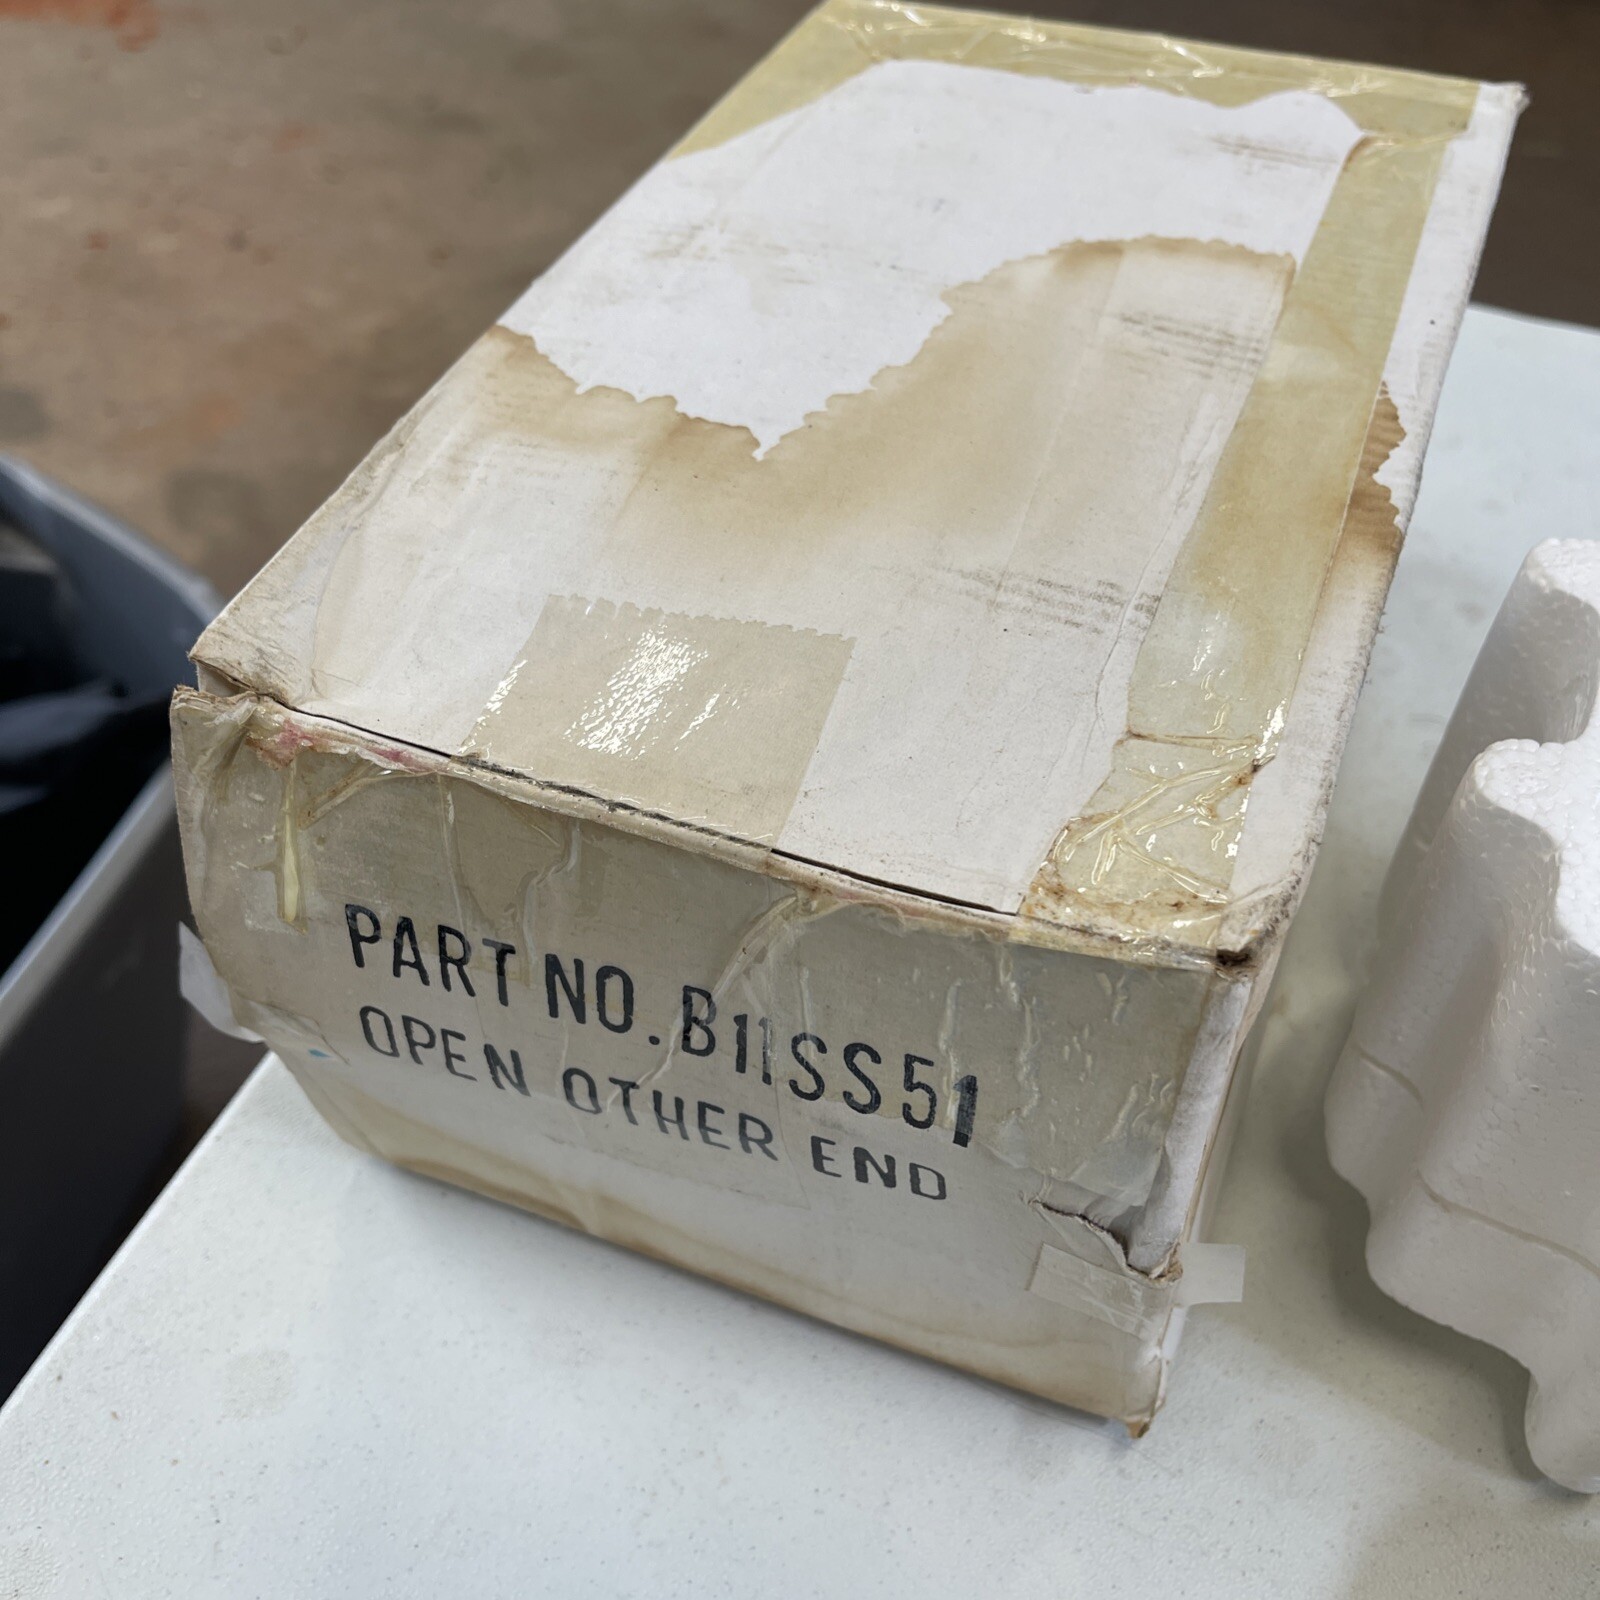 PART NO. B11SS51
OPEN OTHER END